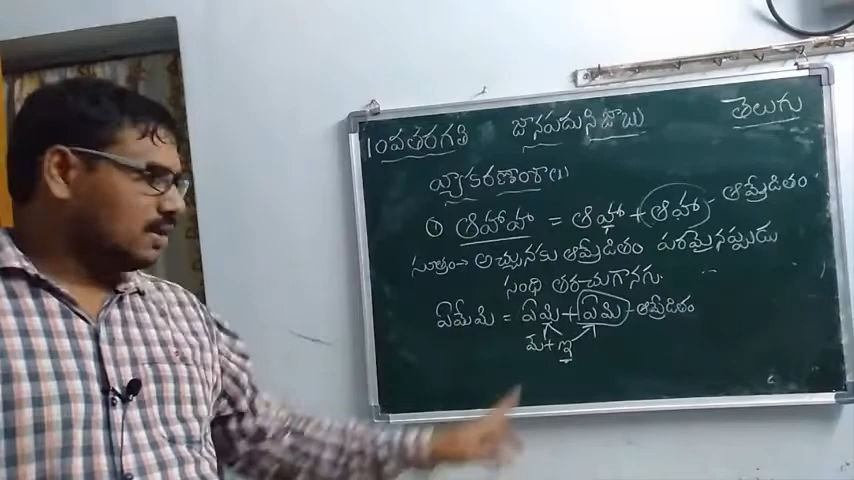 10వతరగతి జానపదుని జాబు తెలుగు
వ్యాకరణాంశాలు
① ఆహాహా = ఆహా + ఆహా - ఆమ్రేడితం
సూత్రం→ అచ్చునకు ఆమ్రేడితం పరమైనప్పుడు
సంధి తరచుగానగు.
ఏమేమి = ఏమి + ఏమి - ఆమ్రేడితం